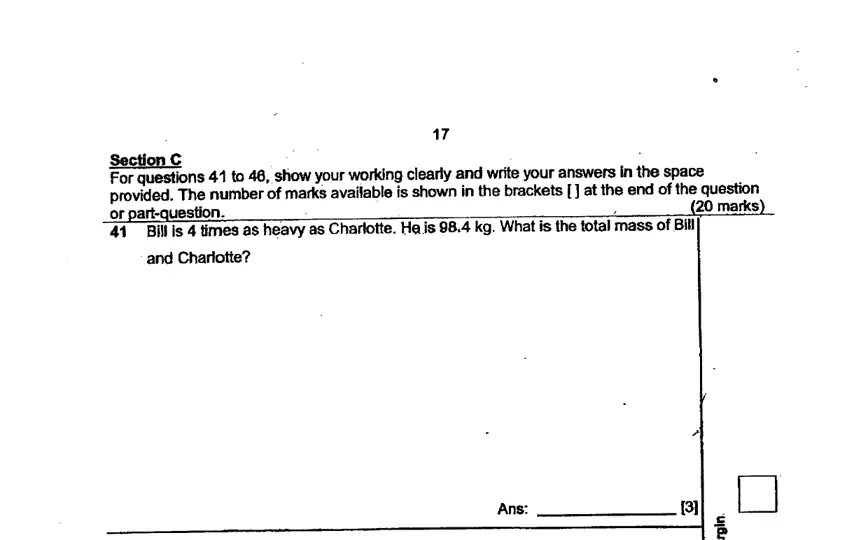 17
Section C
For questions 41 to 46, show your working clearly and write your answers in the space
provided. The number of marks available is shown in the brackets [ ] at the end of the question
or part-question.
(20 marks)
41 Bill is 4 times as heavy as Charlotte. He is 98.4 kg. What is the total mass of Bill
and Charlotte?
Ans: ____________ [3]